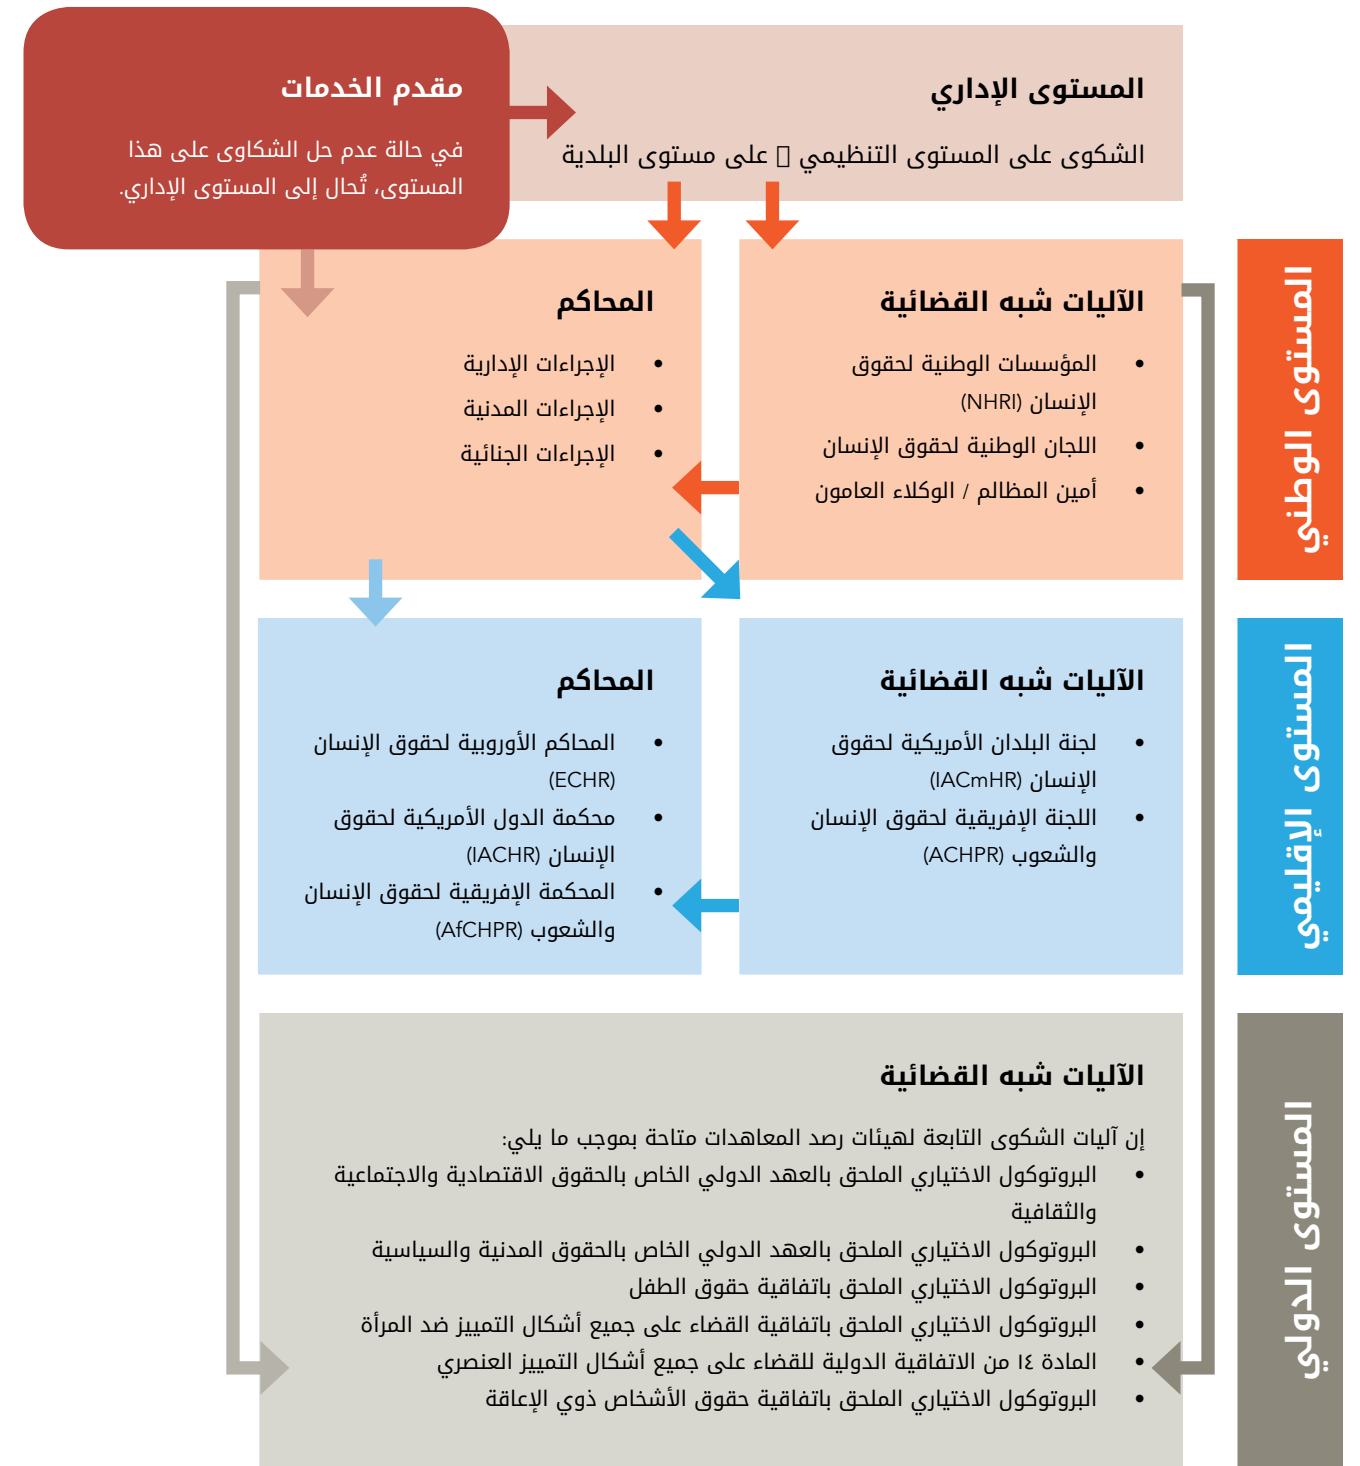 مقدم الخدمات
في حالة عدم حل الشكاوى على هذا
المستوى، تُحال إلى المستوى الإداري.
المستوى الإداري
الشكوى على المستوى التنظيمي 􀀀 على مستوى البلدية
المستوى الوطني
الآليات شبه القضائية
• المؤسسات الوطنية لحقوق
الإنسان (NHRI)
• اللجان الوطنية لحقوق الإنسان
• أمين المظالم / الوكلاء العامون
المحاكم
• الإجراءات الإدارية
• الإجراءات المدنية
• الإجراءات الجنائية
المستوى الإقليمي
الآليات شبه القضائية
• لجنة البلدان الأمريكية لحقوق
الإنسان (IACmHR)
• اللجنة الإفريقية لحقوق الإنسان
والشعوب (ACHPR)
المحاكم
• المحاكم الأوروبية لحقوق الإنسان
(ECHR)
• محكمة الدول الأمريكية لحقوق
الإنسان (IACHR)
• المحكمة الإفريقية لحقوق الإنسان
والشعوب (AfCHPR)
المستوى الدولي
الآليات شبه القضائية
إن آليات الشكوى التابعة لهيئات رصد المعاهدات متاحة بموجب ما يلي:
• البروتوكول الاختياري الملحق بالعهد الدولي الخاص بالحقوق الاقتصادية والاجتماعية
والثقافية
• البروتوكول الاختياري الملحق بالعهد الدولي الخاص بالحقوق المدنية والسياسية
• البروتوكول الاختياري الملحق باتفاقية حقوق الطفل
• البروتوكول الاختياري الملحق باتفاقية القضاء على جميع أشكال التمييز ضد المرأة
• المادة ١٤ من الاتفاقية الدولية للقضاء على جميع أشكال التمييز العنصري
• البروتوكول الاختياري الملحق باتفاقية حقوق الأشخاص ذوي الإعاقة